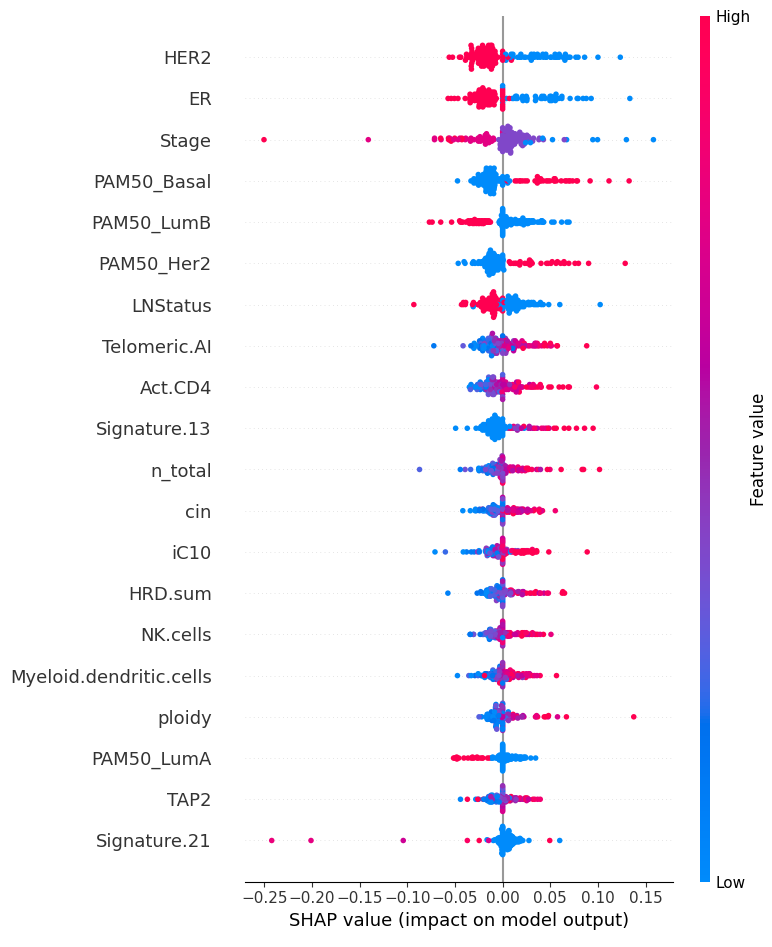 High
HER2
ER
Stage
PAM50_Basal
PAM50_LumB
PAM50_Her2
LNStatus
Telomeric.AI
Act.CD4
Signature.13
n_total
cin
iC10
HRD.sum
NK.cells
Myeloid.dendritic.cells
ploidy
PAM50_LumA
TAP2
Signature.21
Feature value
Low
−0.25 −0.20 −0.15 −0.10 −0.05 0.00 0.05 0.10 0.15
SHAP value (impact on model output)